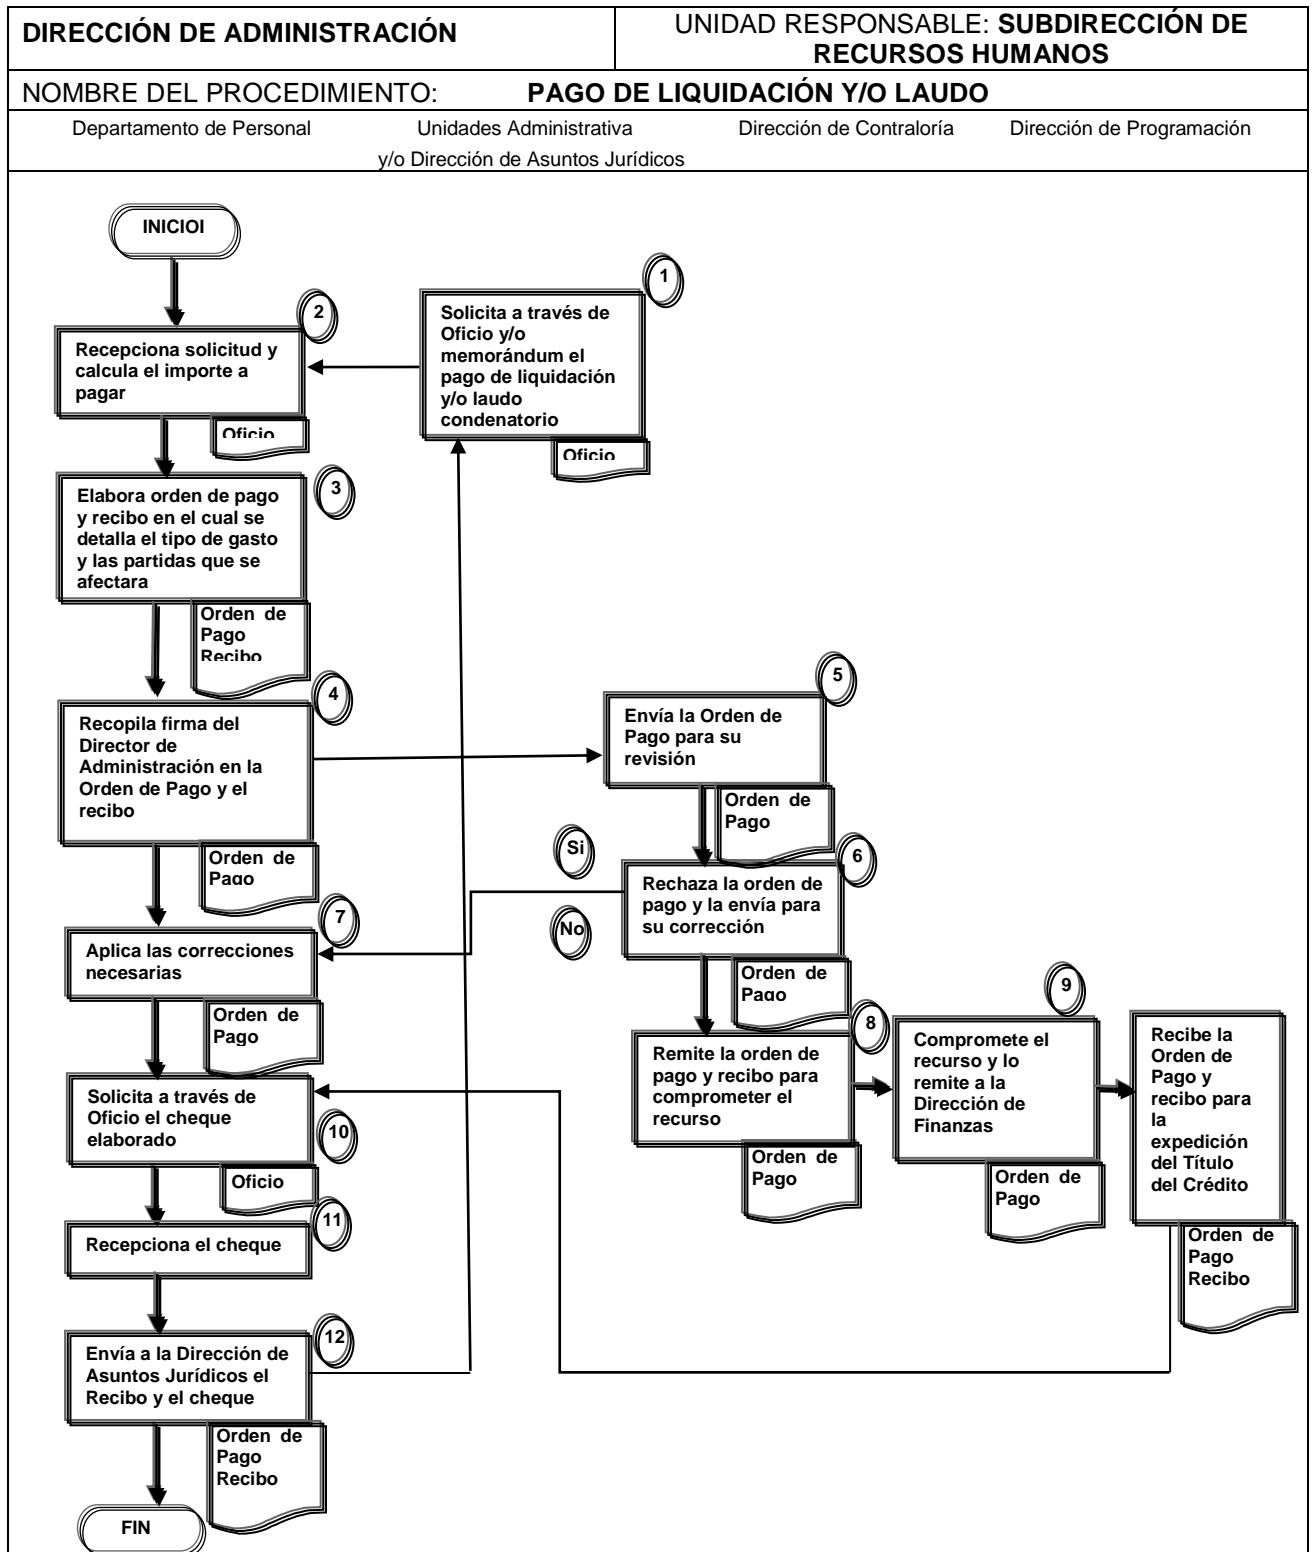 DIRECCIÓN DE ADMINISTRACIÓN
UNIDAD RESPONSABLE: SUBDIRECCIÓN DE
RECURSOS HUMANOS
NOMBRE DEL PROCEDIMIENTO: PAGO DE LIQUIDACIÓN Y/O LAUDO
Departamento de Personal
Unidades Administrativa
y/o Dirección de Asuntos Jurídicos
Dirección de Contraloría
Dirección de Programación
INICIOI
1
Solicita a través de
Oficio y/o
memorándum el
pago de liquidación
y/o laudo
condenatorio
Oficio
2
Recepciona solicitud y
calcula el importe a
pagar
Oficio
3
Elabora orden de pago
y recibo en el cual se
detalla el tipo de gasto
y las partidas que se
afectara
Orden de
Pago
Recibo
4
Recopila firma del
Director de
Administración en la
Orden de Pago y el
recibo
Orden de
Pago
5
Envía la Orden de
Pago para su
revisión
Orden de
Pago
Si
No
6
Rechaza la orden de
pago y la envía para
su corrección
Orden de
Pago
7
Aplica las correcciones
necesarias
Orden de
Pago
8
Remite la orden de
pago y recibo para
comprometer el
recurso
Orden de
Pago
9
Compromete el
recurso y lo
remite a la
Dirección de
Finanzas
Orden de
Pago
Recibe la
Orden de
Pago y
recibo para
la
expedición
del Título
del Crédito
Orden de
Pago
Recibo
Solicita a través de
Oficio el cheque
elaborado
10
Oficio
11
Recepciona el cheque
12
Envía a la Dirección de
Asuntos Jurídicos el
Recibo y el cheque
Orden de
Pago
Recibo
FIN